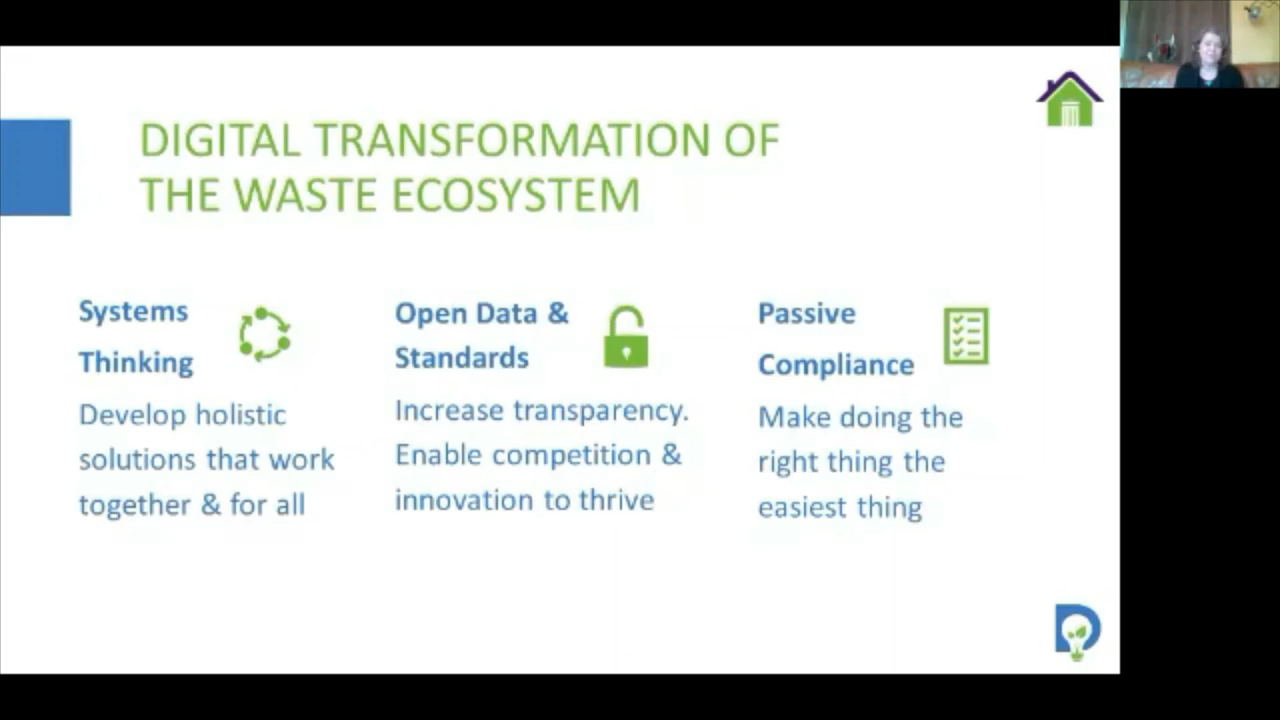 DIGITAL TRANSFORMATION OF
THE WASTE ECOSYSTEM
Systems
Thinking
Develop holistic
solutions that work
together & for all
Open Data &
Standards
Increase transparency.
Enable competition &
innovation to thrive
Passive
Compliance
Make doing the
right thing the
easiest thing